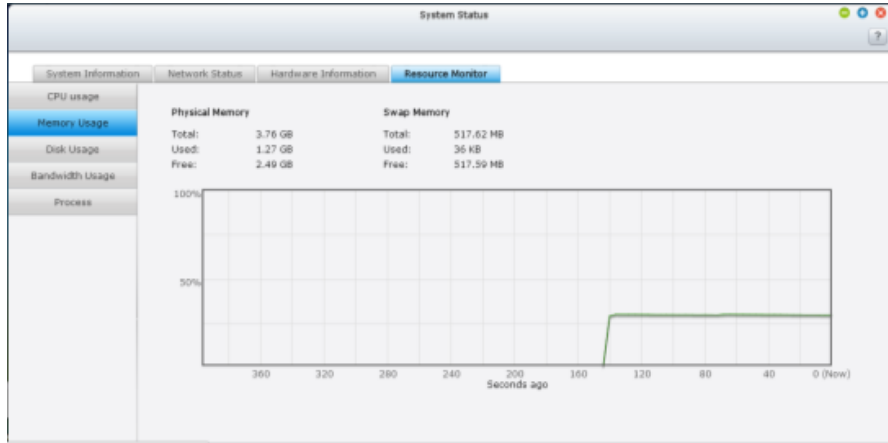 System Status
?
System Information Network Status Hardware Information Resource Monitor
CPU usage
Memory Usage
Disk Usage
Bandwidth Usage
Process
Physical Memory
Total: 3.76 GB
Used: 1.27 GB
Free: 2.49 GB
Swap Memory
Total: 517.62 MB
Used: 36 KB
Free: 517.59 MB
100%
50%
360 320 280 240 200 160 120 80 40 0 (Now)
Seconds ago